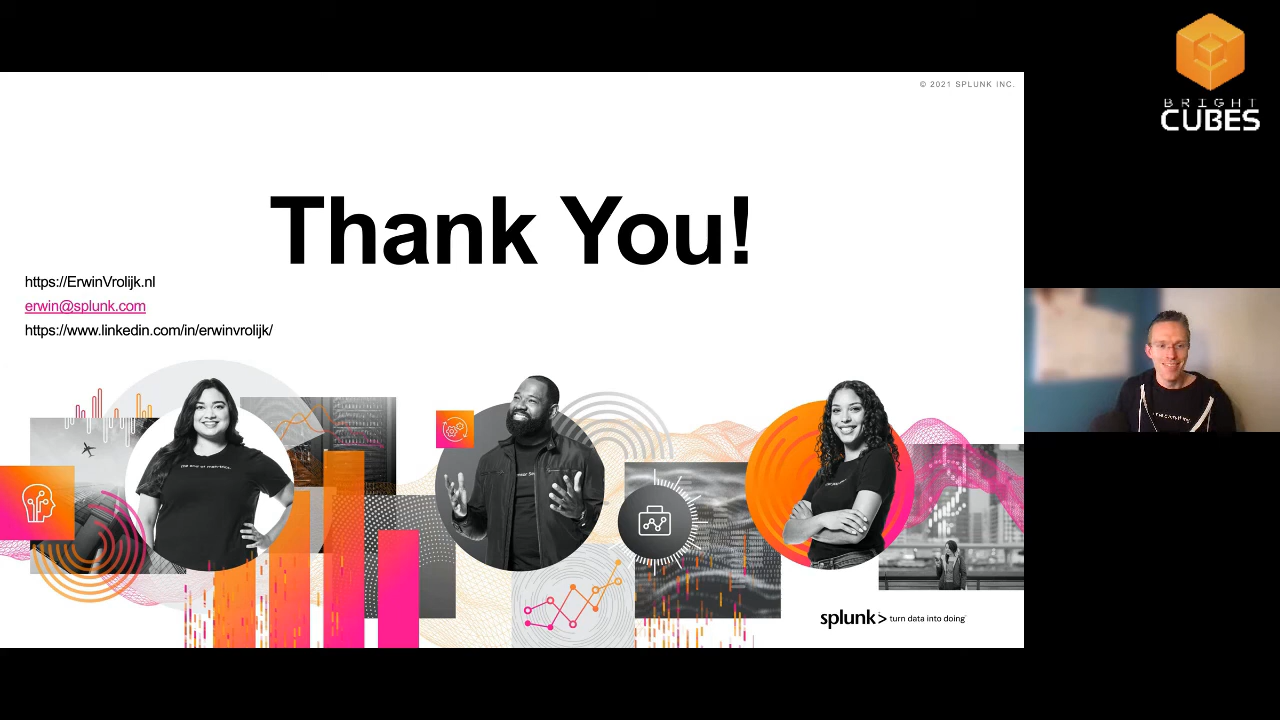 © 2021 SPLUNK INC.
BRIGHT
CUBES
Thank You!
https://ErwinVrolijk.nl
erwin@splunk.com
https://www.linkedin.com/in/erwinvrolijk/
splunk> turn data into doing